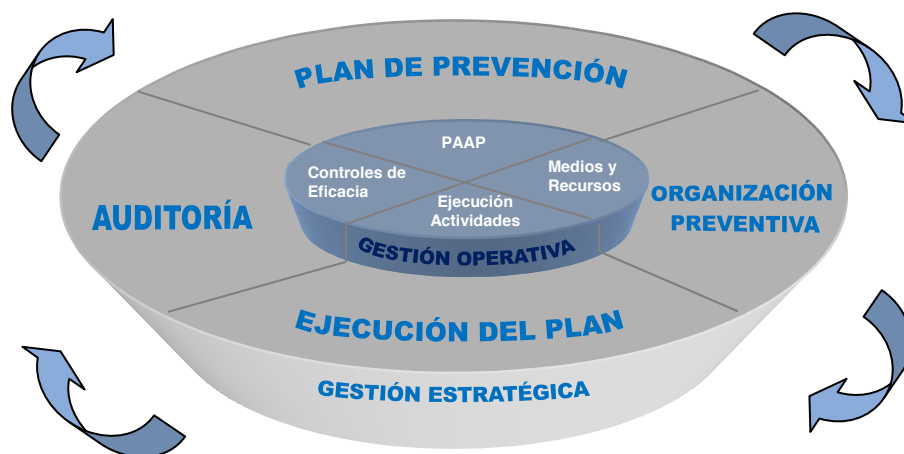 PLAN DE PREVENCIÓN
PAAP
Controles de
Eficacia
Medios y
Recursos
Ejecución
Actividades
AUDITORÍA
ORGANIZACIÓN
PREVENTIVA
GESTIÓN OPERATIVA
EJECUCIÓN DEL PLAN
GESTIÓN ESTRATÉGICA